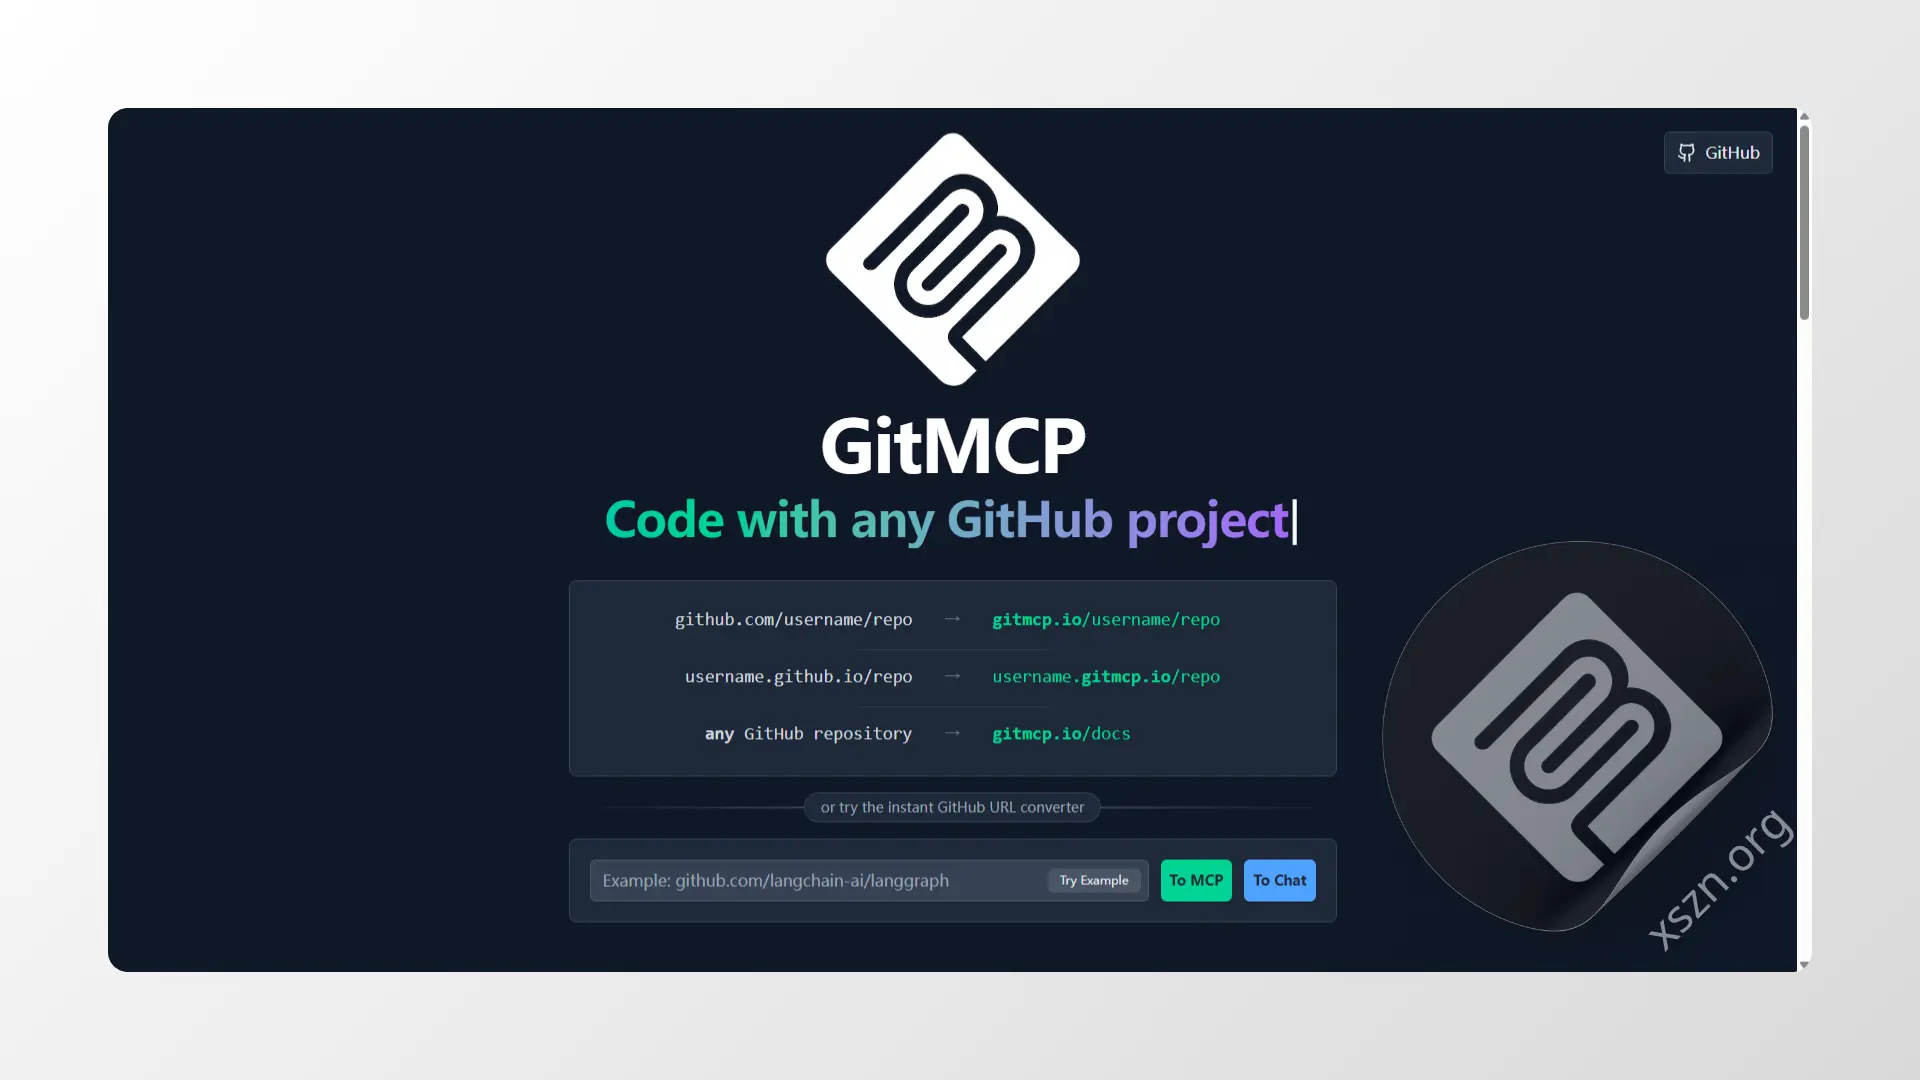 GitHub
GitMCP
Code with any GitHub project
github.com/username/repo → gitmcp.io/username/repo
username.github.io/repo → username.gitmcp.io/repo
any GitHub repository → gitmcp.io/docs
or try the instant GitHub URL converter
Example: github.com/langchain-ai/langgraph Try Example To MCP To Chat
xszn.org